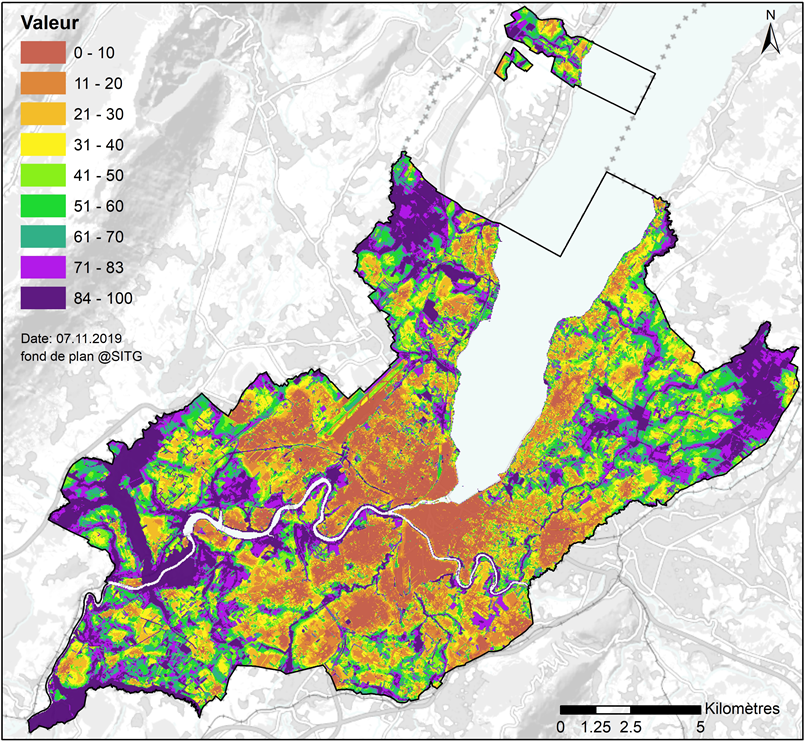 Valeur
0 - 10
11 - 20
21 - 30
31 - 40
41 - 50
51 - 60
61 - 70
71 - 83
84 - 100
Date: 07.11.2019
fond de plan @SITG
N
Kilomètres
0 1.25 2.5 5